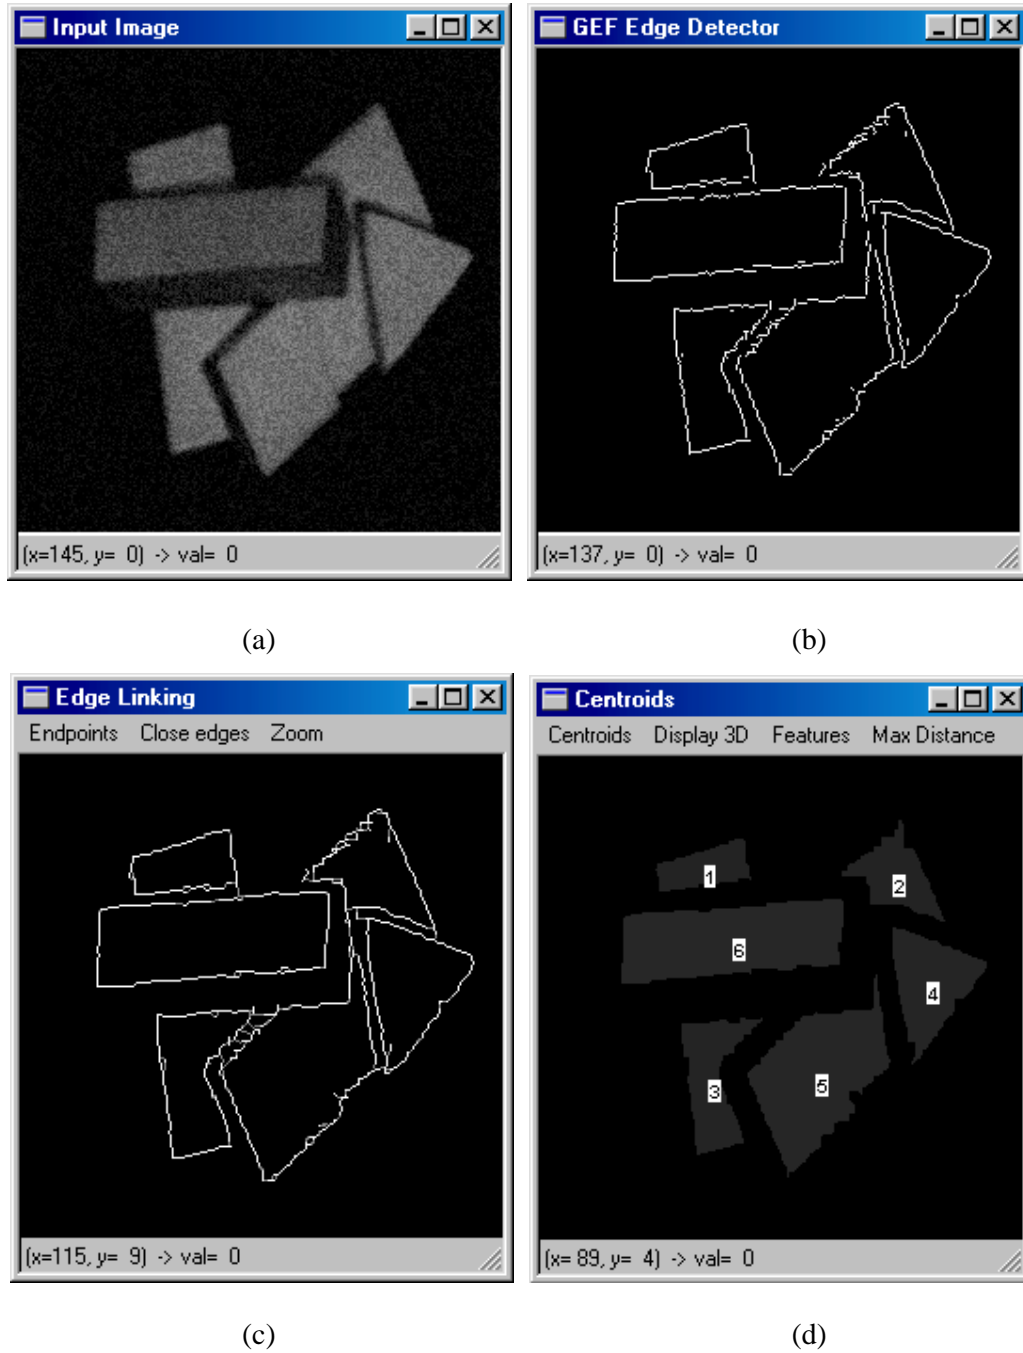 Input Image
GEF Edge Detector
(x=145, y= 0) -> val= 0
(x=137, y= 0) -> val= 0
(a)
(b)
Edge Linking
Centroids
Endpoints Close edges Zoom
Centroids Display 3D Features Max Distance
1
2
6
4
3
5
(x=115, y= 9) -> val= 0
(x= 89, y= 4) -> val= 0
(c)
(d)